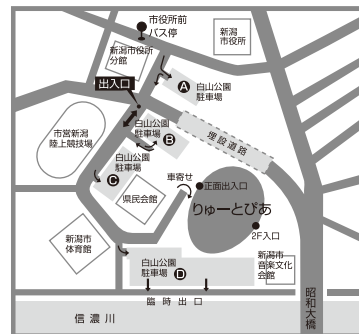 市役所前
バス停
新潟市役所
分館
新潟
市役所
出入口
白山公園
駐車場
A
市営新潟
陸上競技場
白山公園
駐車場
B
埋設道路
白山公園
駐車場
C
県民会館
車寄せ
正面出入口
りゅーとぴあ
2F入口
新潟市
体育館
白山公園
駐車場
D
新潟市
音楽文化
会館
臨時出口
信濃川
昭和大橋